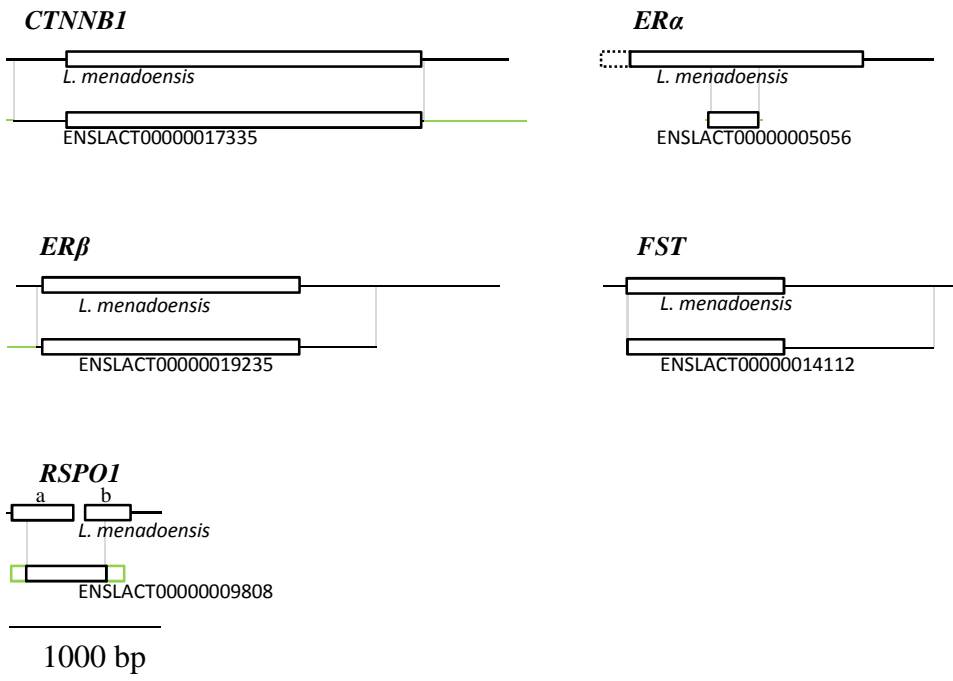 CTNNB1
L. menadoensis
ENSLACT00000017335
ERα
L. menadoensis
ENSLACT00000005056
ERβ
L. menadoensis
ENSLACT00000019235
FST
L. menadoensis
ENSLACT00000014112
RSPO1
a b
L. menadoensis
ENSLACT00000009808
1000 bp